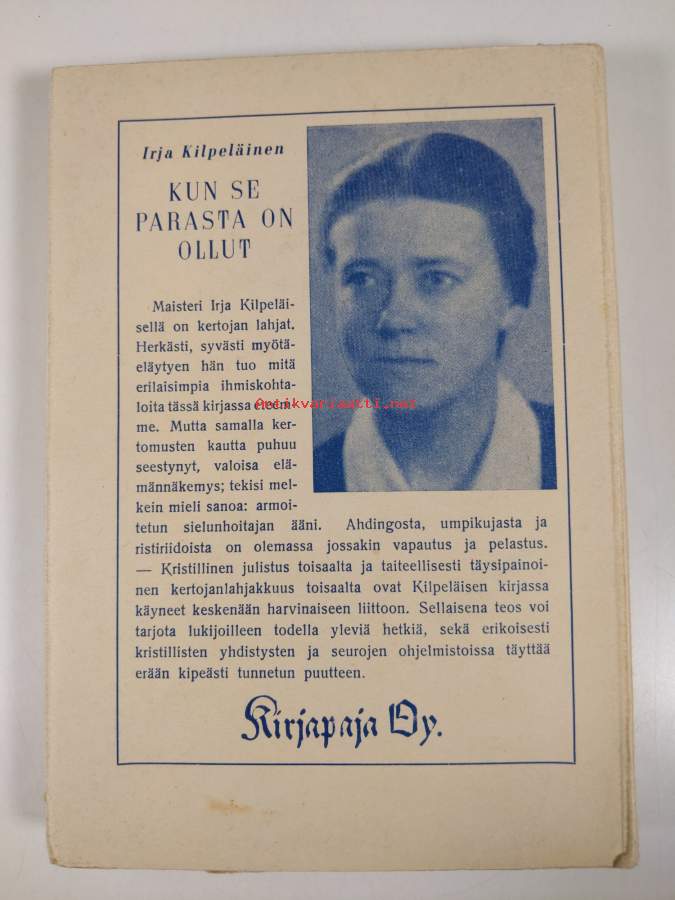 Irja Kilpeläinen
KUN SE
PARASTA ON
OLLUT
Maisteri Irja Kilpeläi-
sellä on kertojan lahjat.
Herkästi, syvästi myötä-
eläytyen hän tuo mitä
erilaisimpia ihmiskohta-
loita tässä kirjassa eteem-
me. Mutta samalla ker-
tomusten kautta puhuu
seestynyt, valoisa elä-
männäkemys; tekisi mel-
kein mieli sanoa: armoi-
tetun sielunhoitajan ääni. Ahdingosta, umpikujasta ja
ristiriidoista on olemassa jossakin vapautus ja pelastus.
— Kristillinen julistus toisaalta ja taiteellisesti täysipainoi-
nen kertojanlahjakkuus toisaalta ovat Kilpeläisen kirjassa
käyneet keskenään harvinaiseen liittoon. Sellaisena teos voi
tarjota lukijoilleen todella yleviä hetkiä, sekä erikoisesti
kristillisten yhdistysten ja seurojen ohjelmistoissa täyttää
erään kipeästi tunnetun puutteen.
Kirjapaja Oy.
Antikvariaatti.net